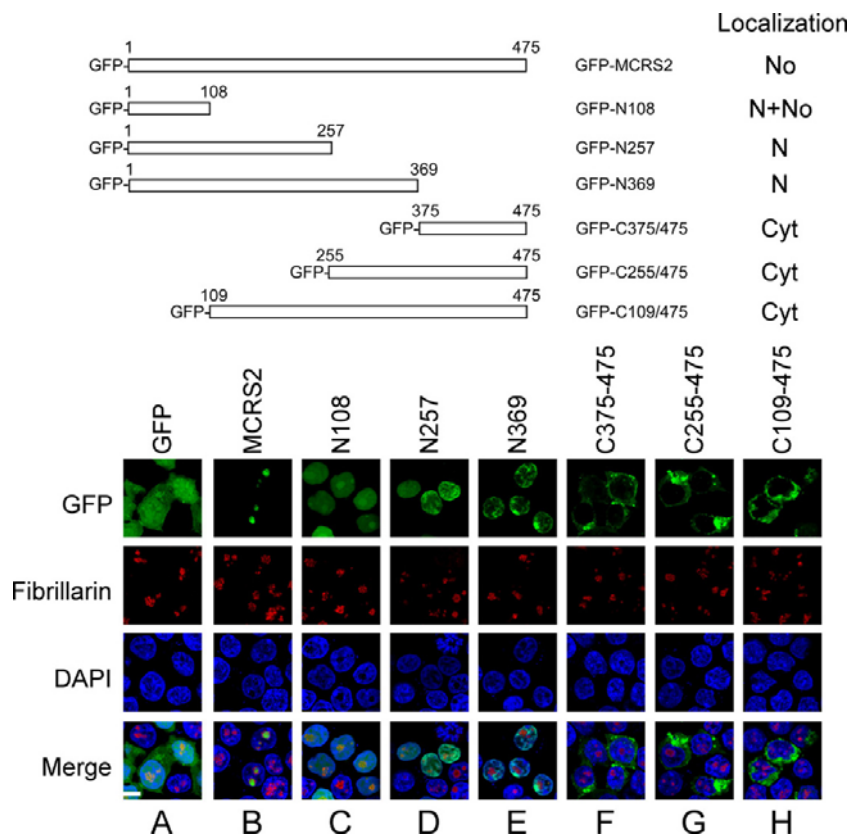 Localization
1 475
GFP- GFP-MCRS2 No
1 108
GFP- GFP-N108 N+No
1 257
GFP- GFP-N257 N
1 369
GFP- GFP-N369 N
375 475
GFP- GFP-C375/475 Cyt
255 475
GFP- GFP-C255/475 Cyt
109 475
GFP- GFP-C109/475 Cyt
GFP MCRS2 N108 N257 N369 C375-475 C255-475 C109-475
GFP
Fibrillarin
DAPI
Merge
A B C D E F G H